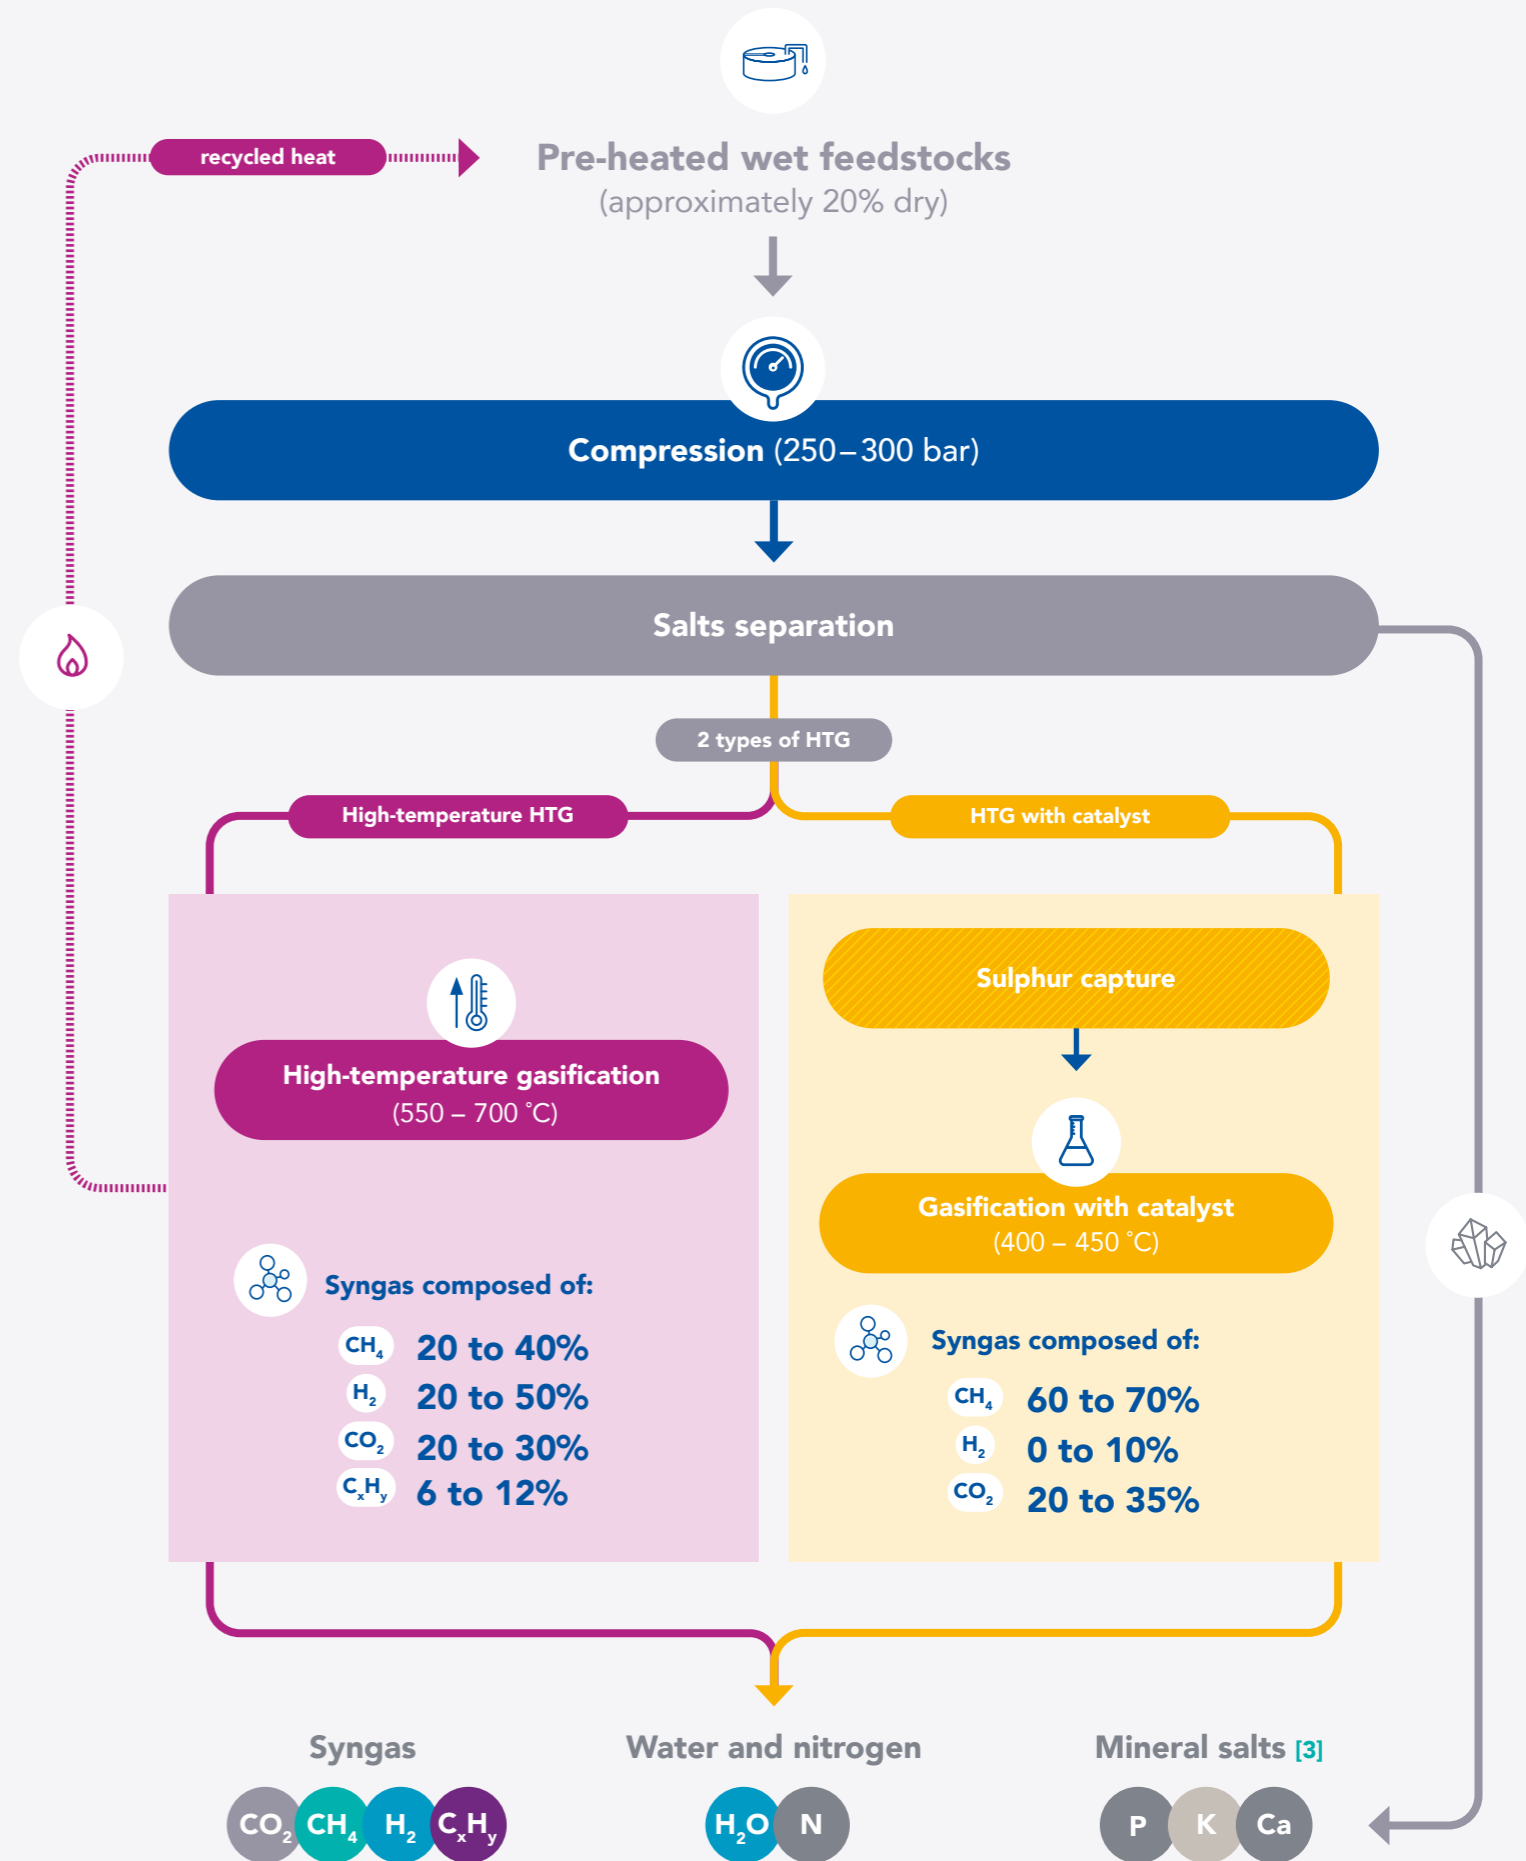 recycled heat
Pre-heated wet feedstocks
(approximately 20% dry)
Compression (250–300 bar)
Salts separation
2 types of HTG
High-temperature HTG
HTG with catalyst
High-temperature gasification
(550 – 700 °C)
Syngas composed of:
CH₄ 20 to 40%
H₂ 20 to 50%
CO₂ 20 to 30%
CₓHᵧ 6 to 12%
Sulphur capture
Gasification with catalyst
(400 – 450 °C)
Syngas composed of:
CH₄ 60 to 70%
H₂ 0 to 10%
CO₂ 20 to 35%
Syngas
CO₂ CH₄ H₂ CₓHᵧ
Water and nitrogen
H₂O N
Mineral salts [3]
P K Ca